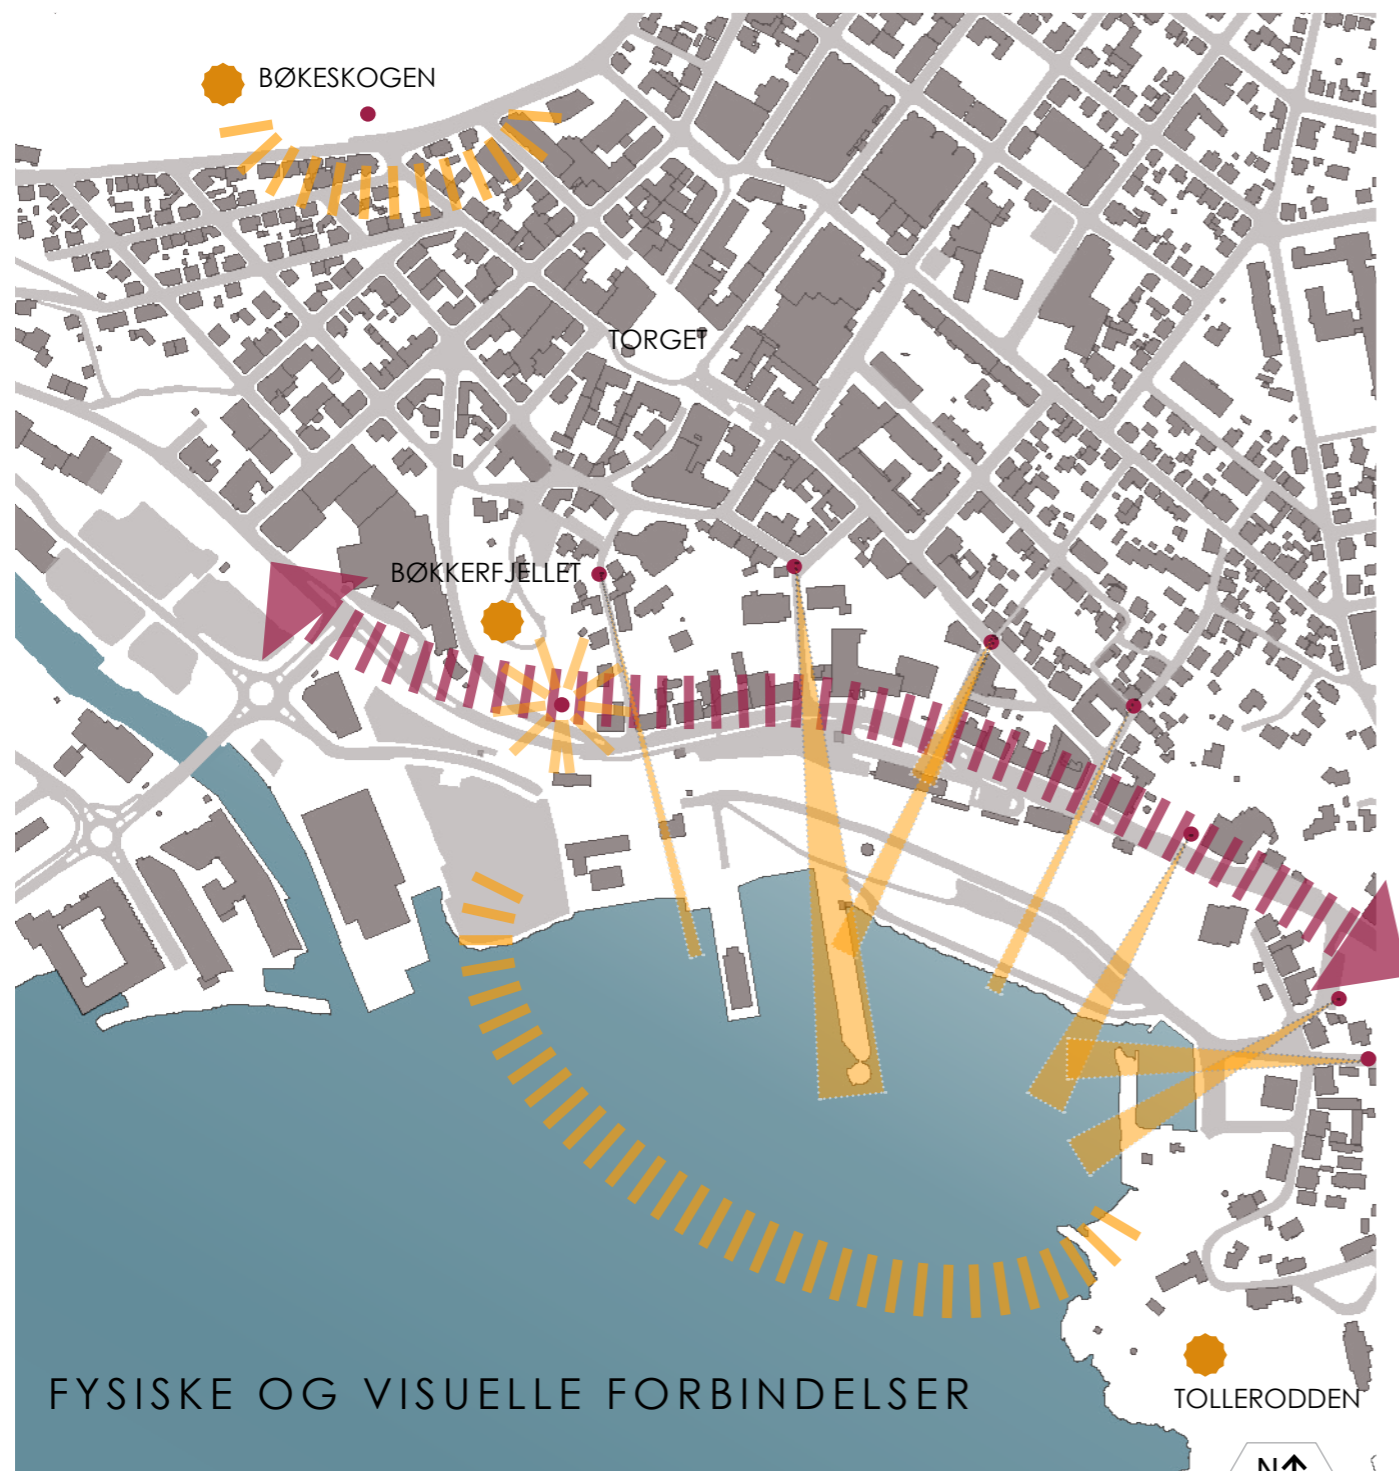 BØKESKOGEN
TORGET
BØKKERFJELLET
FYSISKE OG VISUELLE FORBINDELSER
TOLLERODDEN
N↑